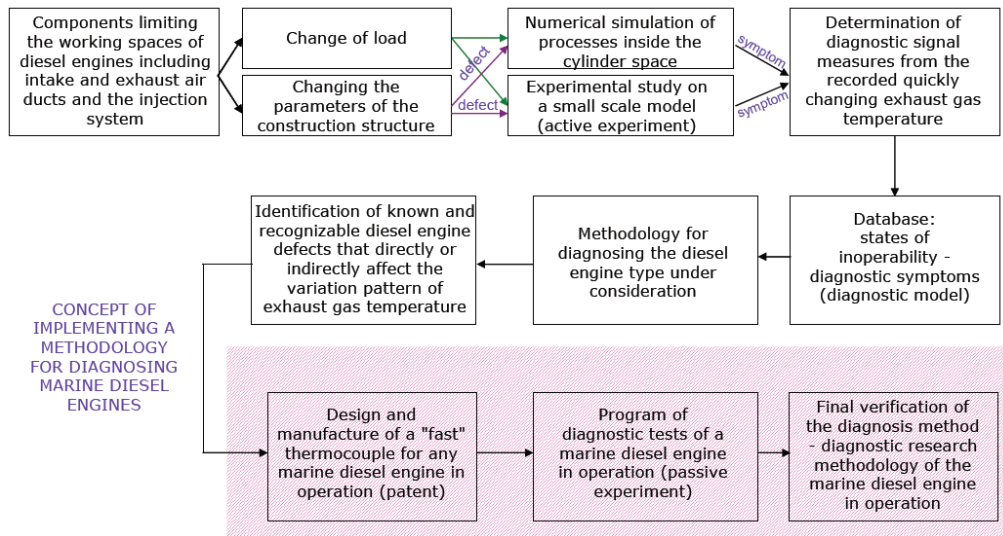 Components limiting
the working spaces of
diesel engines including
intake and exhaust air
ducts and the injection
system
Change of load
Changing the
parameters of the
construction structure
defect
defect
Numerical simulation of
processes inside the
cylinder space
Experimental study on
a small scale model
(active experiment)
symptom
symptom
Determination of
diagnostic signal
measures from the
recorded quickly
changing exhaust gas
temperature
Database:
states of
inoperability -
diagnostic symptoms
(diagnostic model)
Methodology for
diagnosing the diesel
engine type under
consideration
Identification of known and
recognizable diesel engine
defects that directly or
indirectly affect the
variation pattern of
exhaust gas temperature
CONCEPT OF
IMPLEMENTING A
METHODOLOGY
FOR DIAGNOSING
MARINE DIESEL
ENGINES
Design and
manufacture of a "fast"
thermocouple for any
marine diesel engine in
operation (patent)
Program of
diagnostic tests of a
marine diesel engine
in operation (passive
experiment)
Final verification of
the diagnosis method
- diagnostic research
methodology of the
marine diesel engine
in operation